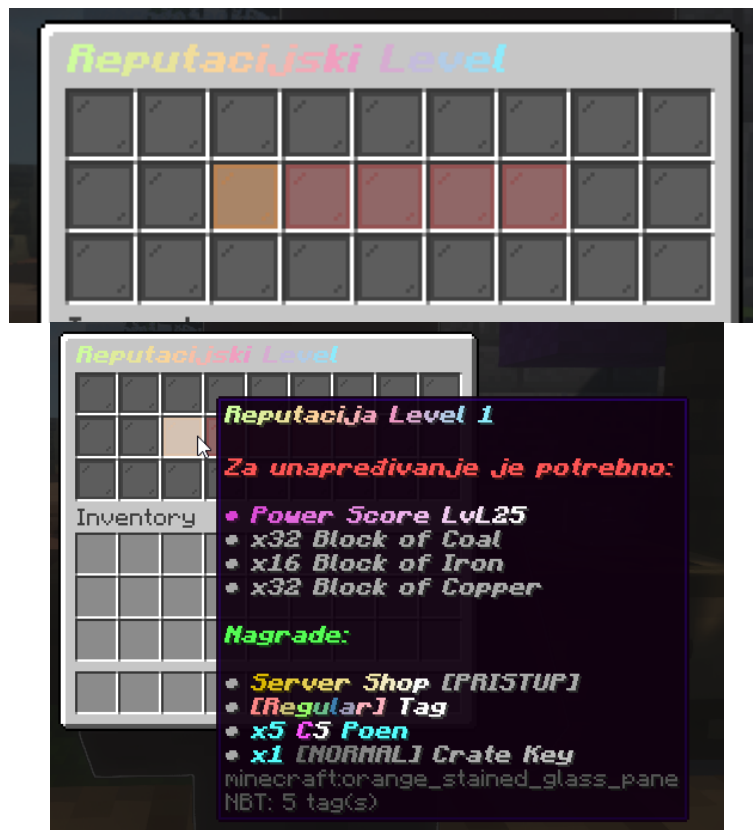 Reputacijski Level
Reputacijski Level
Reputacija Level 1
Za unapređivanje je potrebno:
Inventory
• Power Score LvL25
• x32 Block of Coal
• x16 Block of Iron
• x32 Block of Copper
Nagrade:
• Server Shop [PRISTUP]
• [Regular] Tag
• x5 CS Poen
• x1 [NORMAL] Crate Key
minecraft:orange_stained_glass_pane
NBT: 5 tag(s)